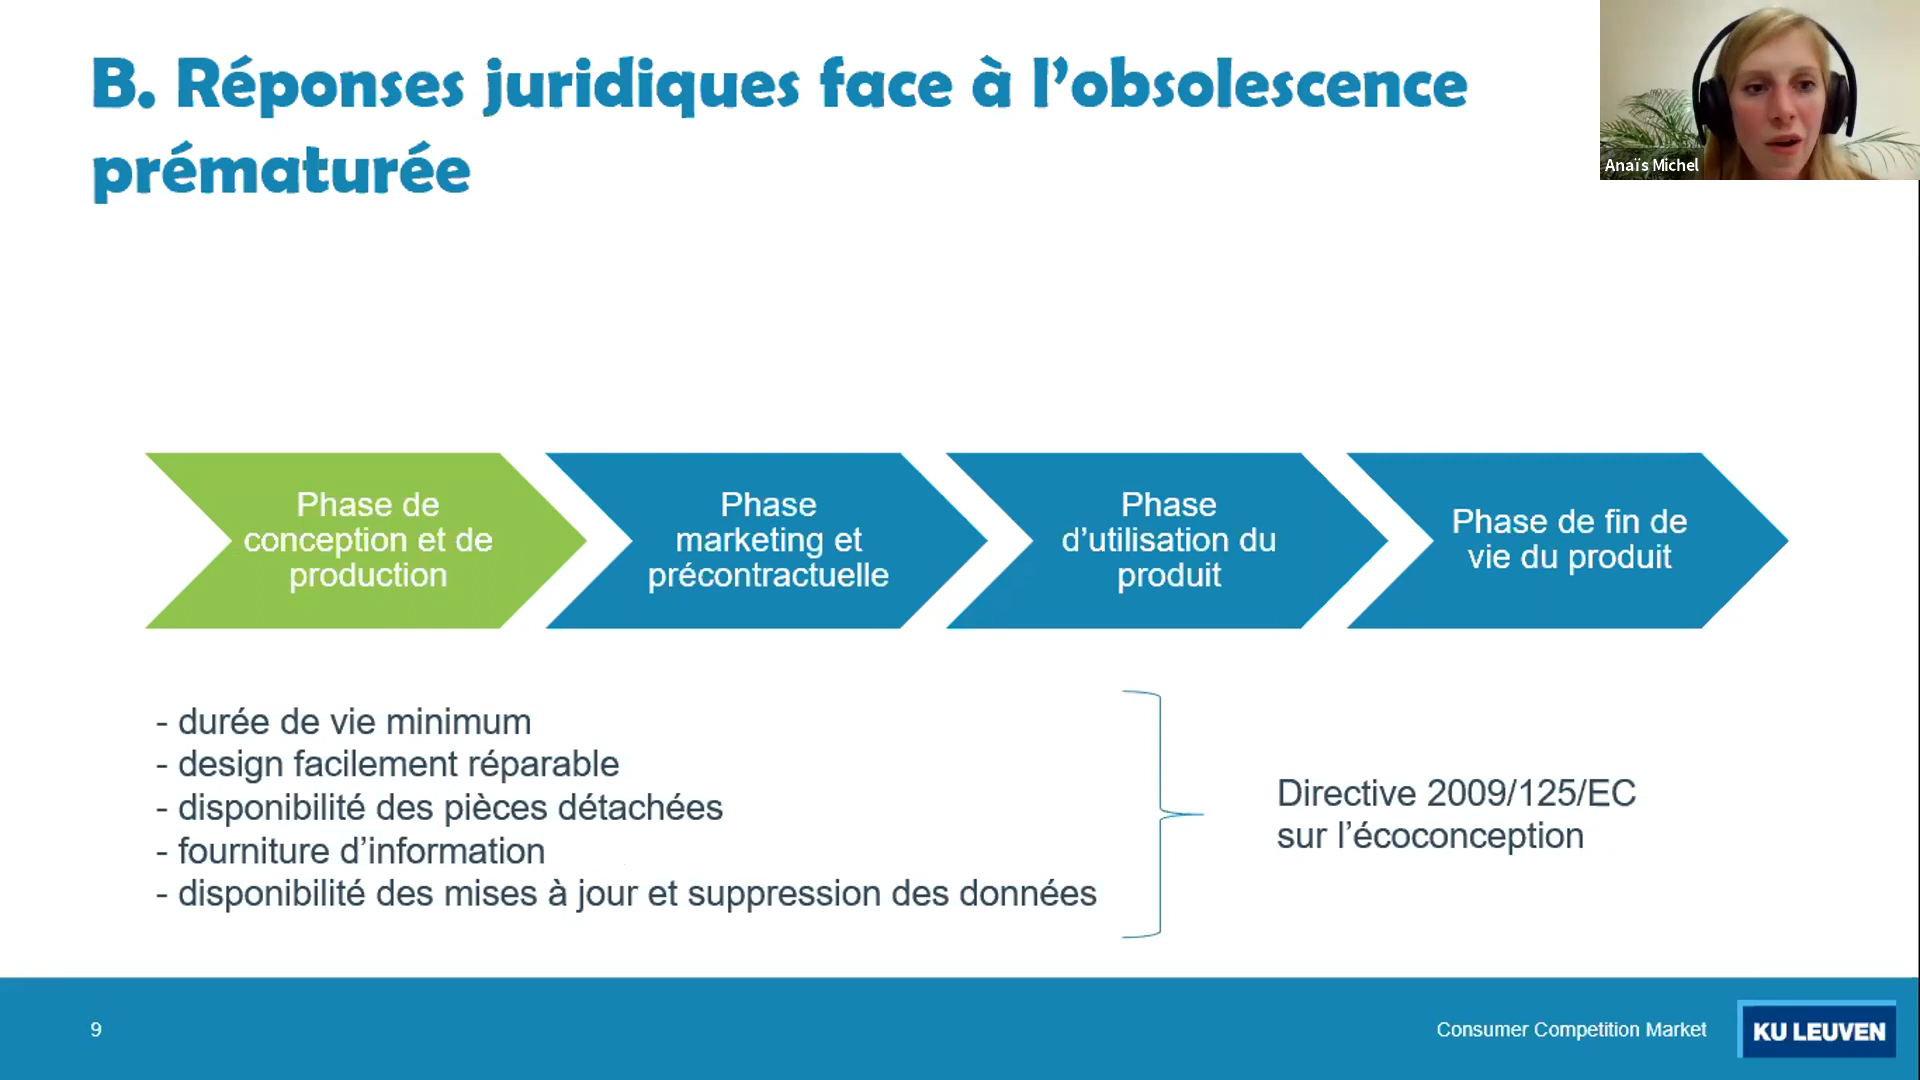 B. Réponses juridiques face à l’obsolescence
prématurée
Anaïs Michel
Phase de
conception et de
production
Phase
marketing et
précontractuelle
Phase
d’utilisation du
produit
Phase de fin de
vie du produit
- durée de vie minimum
- design facilement réparable
- disponibilité des pièces détachées
- fourniture d’information
- disponibilité des mises à jour et suppression des données
Directive 2009/125/EC
sur l’écoconception
9
Consumer Competition Market
KU LEUVEN